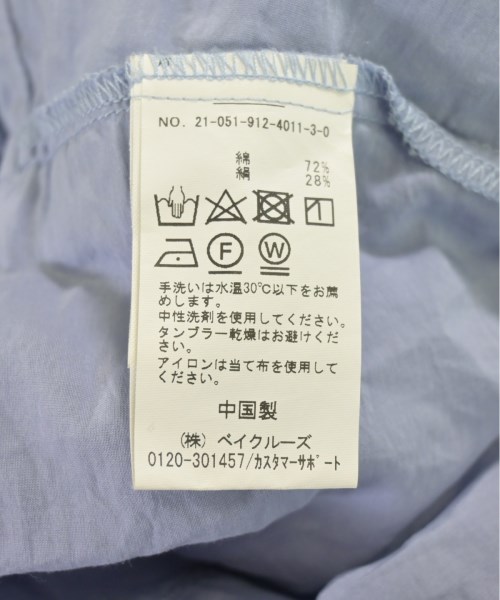 NO. 21-051-912-4011-3-0
綿 72%
絹 28%
F W
手洗いは水温30℃以下をお薦
めします。
中性洗剤を使用してください。
タンブラー乾燥はお避けくださ
い。
アイロンは当て布を使用して
ください。
中国製
(株) ベイクルーズ
0120-301457/カスタマーサポート